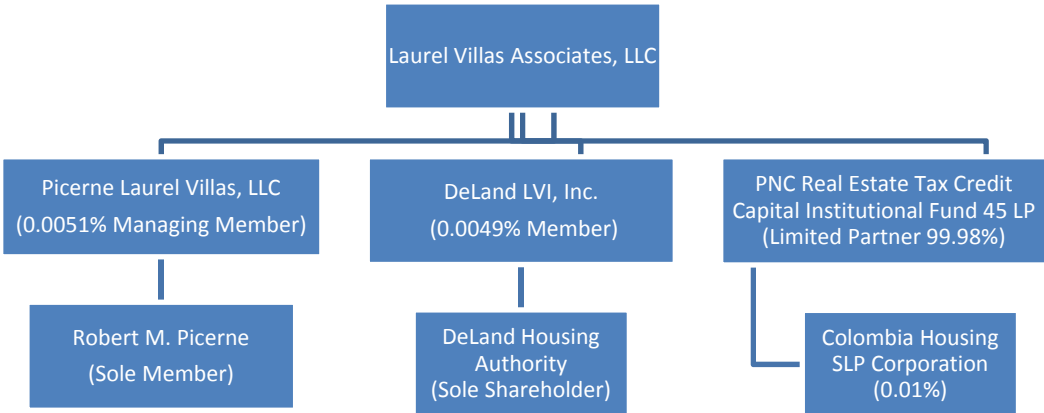 Laurel Villas Associates, LLC
Picerne Laurel Villas, LLC
(0.0051% Managing Member)
DeLand LVI, Inc.
(0.0049% Member)
PNC Real Estate Tax Credit
Capital Institutional Fund 45 LP
(Limited Partner 99.98%)
Robert M. Picerne
(Sole Member)
DeLand Housing
Authority
(Sole Shareholder)
Colombia Housing
SLP Corporation
(0.01%)